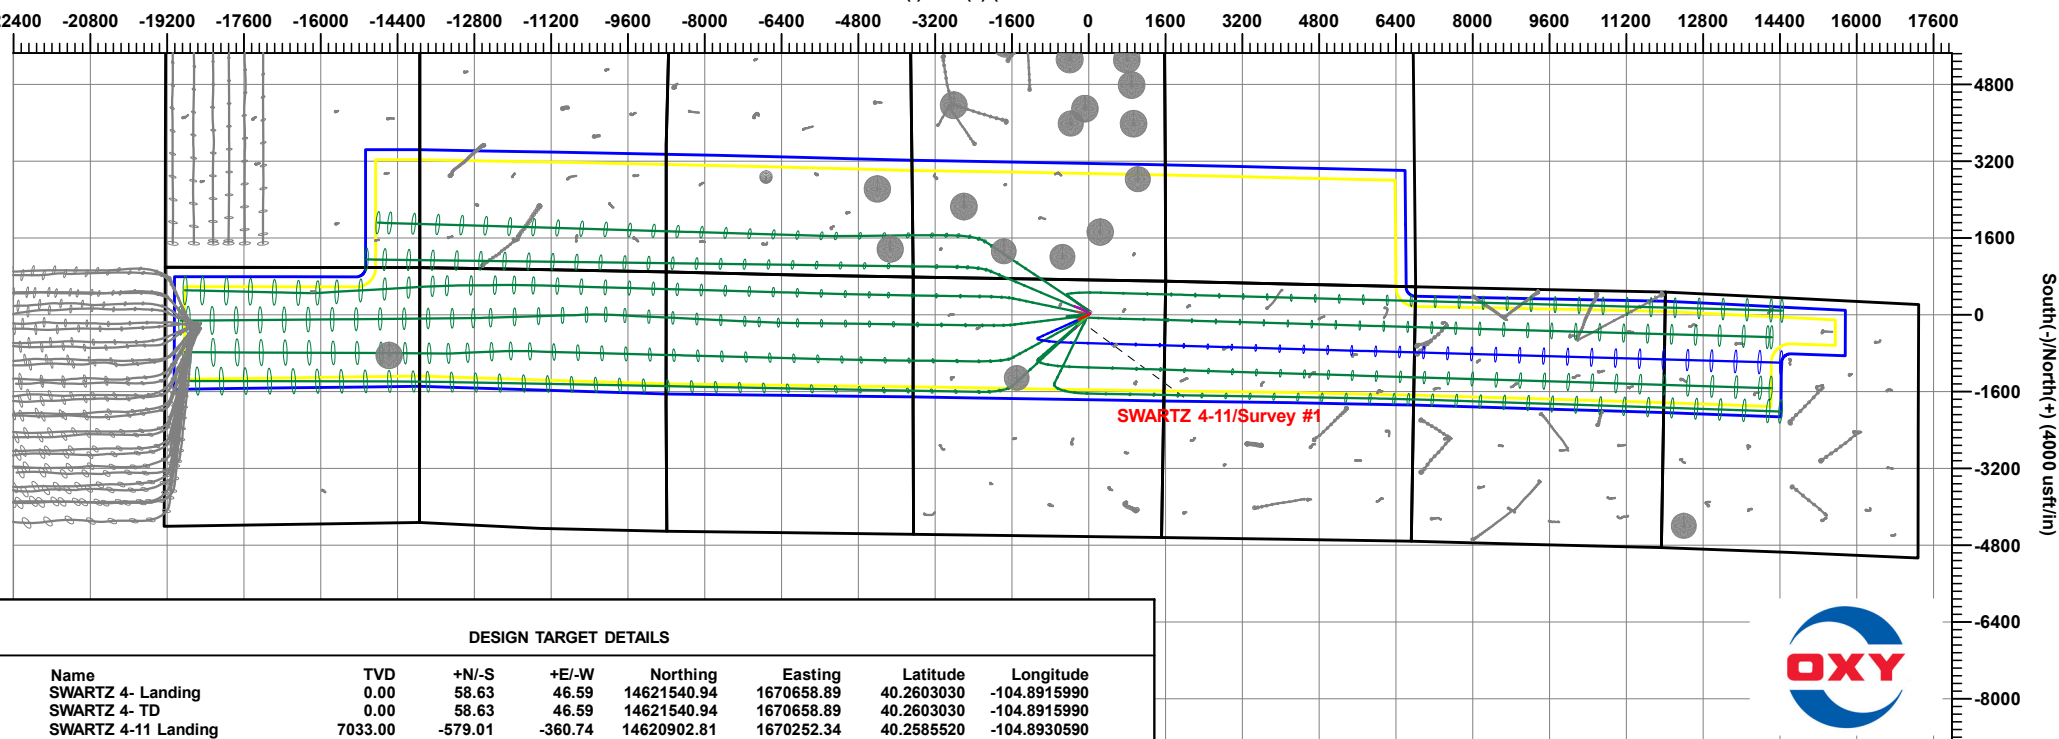 22400 -20800 -19200 -17600 -16000 -14400 -12800 -11200 -9600 -8000 -6400 -4800 -3200 -1600 0 1600 3200 4800 6400 8000 9600 11200 12800 14400 16000 17600
4800
3200
1600
0
-1600
-3200
-4800
-6400
-8000
South(-)/North(+) (4000 usft/in)
SWARTZ 4-11/Survey #1
DESIGN TARGET DETAILS
Name TVD +N/-S +E/-W Northing Easting Latitude Longitude
SWARTZ 4- Landing 0.00 58.63 46.59 14621540.94 1670658.89 40.2603030 -104.8915990
SWARTZ 4- TD 0.00 58.63 46.59 14621540.94 1670658.89 40.2603030 -104.8915990
SWARTZ 4-11 Landing 7033.00 -579.01 -360.74 14620902.81 1670252.34 40.2585520 -104.8930590
OXY